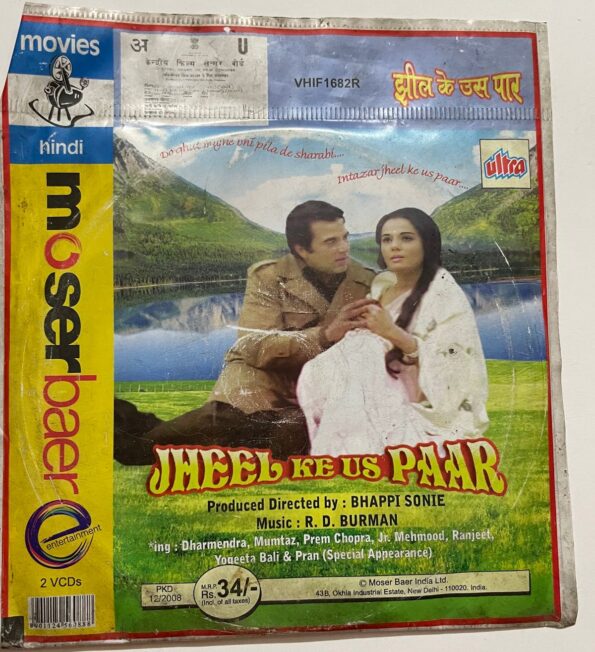 movies
hindi
moserbaer
entertainment
2 VCDs
अ
U
केन्द्रीय फिल्म सेन्सर बोर्ड
VHIF1682R
झील के उस पार
Do ghut mujhe bhi pila de sharabi....
Intazar jheel ke us paar....
ultra
JHEEL KE US PAAR
Produced Directed by : BHAPPI SONIE
Music : R. D. BURMAN
*ing : Dharmendra, Mumtaz, Prem Chopra, Jr. Mehmood, Ranjeet,
Yogeeta Bali & Pran (Special Appearance)
PKD
12/2008
M.R.P.
Rs. 34/-
(Incl. of all taxes)
© Moser Baer India Ltd.
43B, Okhla Industrial Estate, New Delhi - 110020. India.